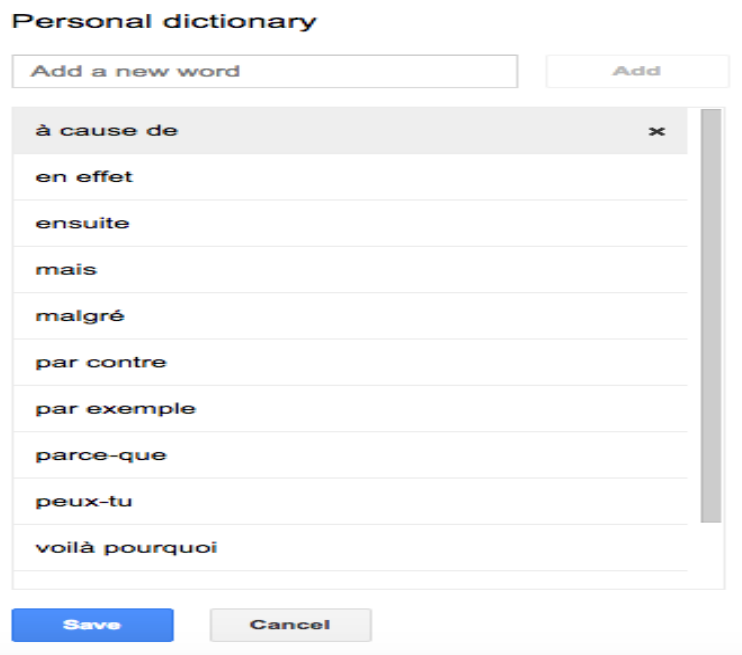 Personal dictionary
Add a new word Add
à cause de
en effet
ensuite
mais
malgré
par contre
par exemple
parce-que
peux-tu
voilà pourquoi
Save Cancel